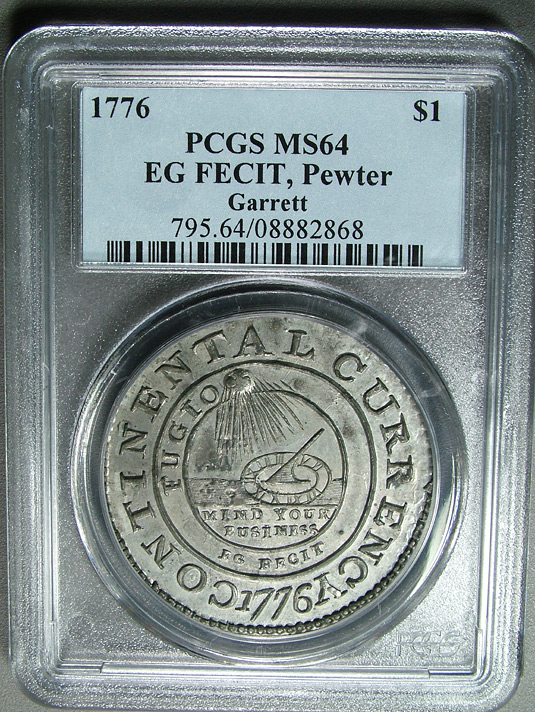 1776 $1
PCGS MS64
EG FECIT, Pewter
Garrett
795.64/08882868
CONTINENTAL CURRENCY
1776
FUGIO
MIND YOUR
BUSINESS
EG FECIT
PCGS